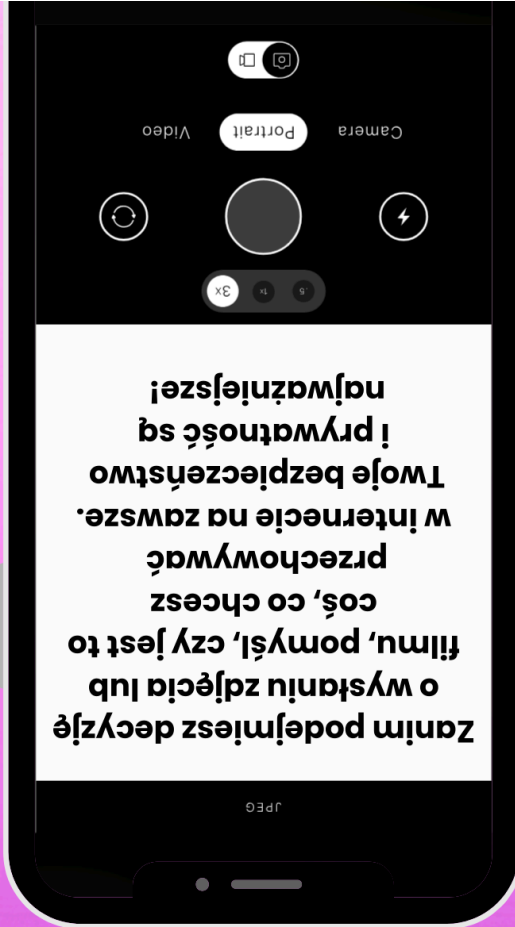 JPEG
Zanim podejmiesz decyzję
o wysłaniu zdjęcia lub
filmu, pomyśl, czy jest to
coś, co chcesz
przechowywać
w internecie na zawsze.
Twoje bezpieczeństwo
i prywatność są
najważniejsze!
.5 1x 3x
Camera Portrait Video